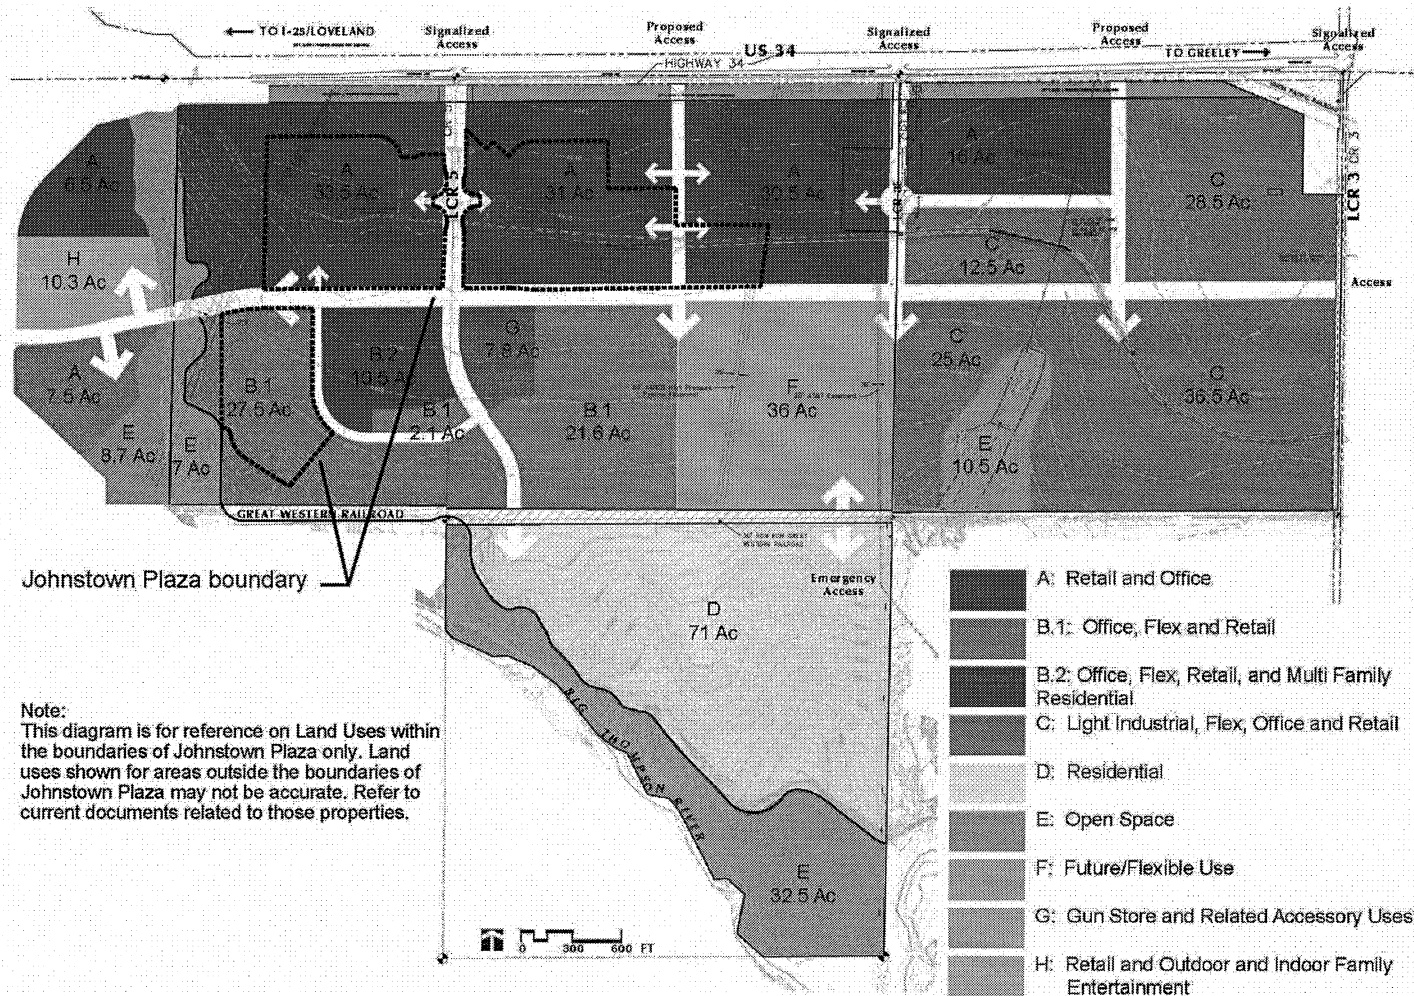 TO I-25/LOVELAND
Signalized
Access
Proposed
Access
US 34
HIGHWAY 34
Signalized
Access
Proposed
Access
TO GREELEY
Signalized
Access
A
6.5 Ac
A
33.5 Ac
LCR 5
A
31 Ac
A
30.5 Ac
A
16 Ac
C
28.5 Ac
LCR 3
CR 3
H
10.3 Ac
C
12.5 Ac
Access
A
7.5 Ac
E
8.7 Ac
E
7 Ac
B.1
27.5 Ac
B.2
10.5 Ac
G
7.8 Ac
B.1
2.1 Ac
B.1
21.6 Ac
F
36 Ac
C
25 Ac
E
10.5 Ac
C
36.5 Ac
GREAT WESTERN RAILROAD
Johnstown Plaza boundary
Emergency
Access
D
71 Ac
BIG THOMPSON RIVER
E
32.5 Ac
Note:
This diagram is for reference on Land Uses within
the boundaries of Johnstown Plaza only. Land
uses shown for areas outside the boundaries of
Johnstown Plaza may not be accurate. Refer to
current documents related to those properties.
0 300 600 FT
A: Retail and Office
B.1: Office, Flex and Retail
B.2: Office, Flex, Retail, and Multi Family
Residential
C: Light Industrial, Flex, Office and Retail
D: Residential
E: Open Space
F: Future/Flexible Use
G: Gun Store and Related Accessory Uses
H: Retail and Outdoor and Indoor Family
Entertainment